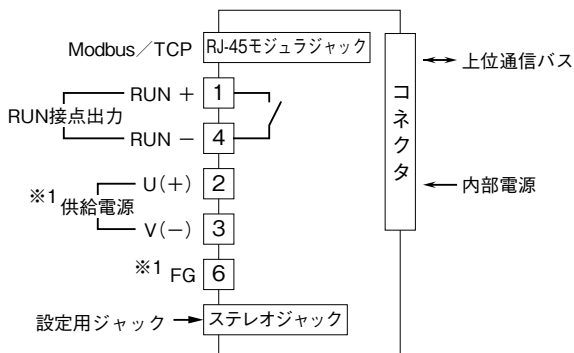 Modbus／TCP
RJ-45モジュラジャック
上位通信バス
RUN +
1
RUN接点出力
RUN −
4
コネクタ
U(+)
2
内部電源
※1 供給電源
V(−)
3
※1 FG
6
設定用ジャック
ステレオジャック